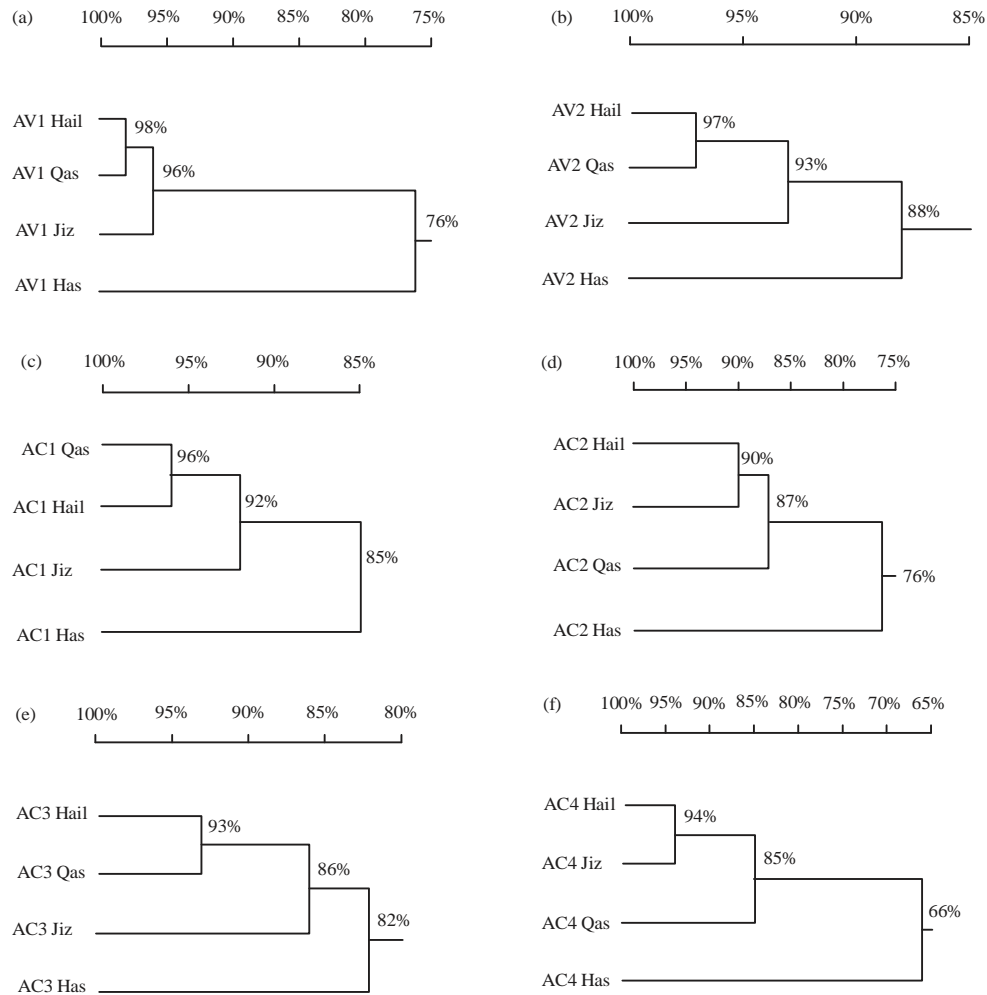 (a) 100% 95% 90% 85% 80% 75%
AV1 Hail
98%
AV1 Qas
96%
AV1 Jiz
76%
AV1 Has
(b) 100% 95% 90% 85%
AV2 Hail
97%
AV2 Qas
93%
AV2 Jiz
88%
AV2 Has
(c) 100% 95% 90% 85%
AC1 Qas
96%
AC1 Hail
92%
85%
AC1 Jiz
AC1 Has
(d) 100% 95% 90% 85% 80% 75%
AC2 Hail
90%
AC2 Jiz
87%
AC2 Qas
76%
AC2 Has
(e) 100% 95% 90% 85% 80%
AC3 Hail
93%
AC3 Qas
86%
AC3 Jiz
82%
AC3 Has
(f) 100% 95% 90% 85% 80% 75% 70% 65%
AC4 Hail
94%
AC4 Jiz
85%
AC4 Qas
66%
AC4 Has